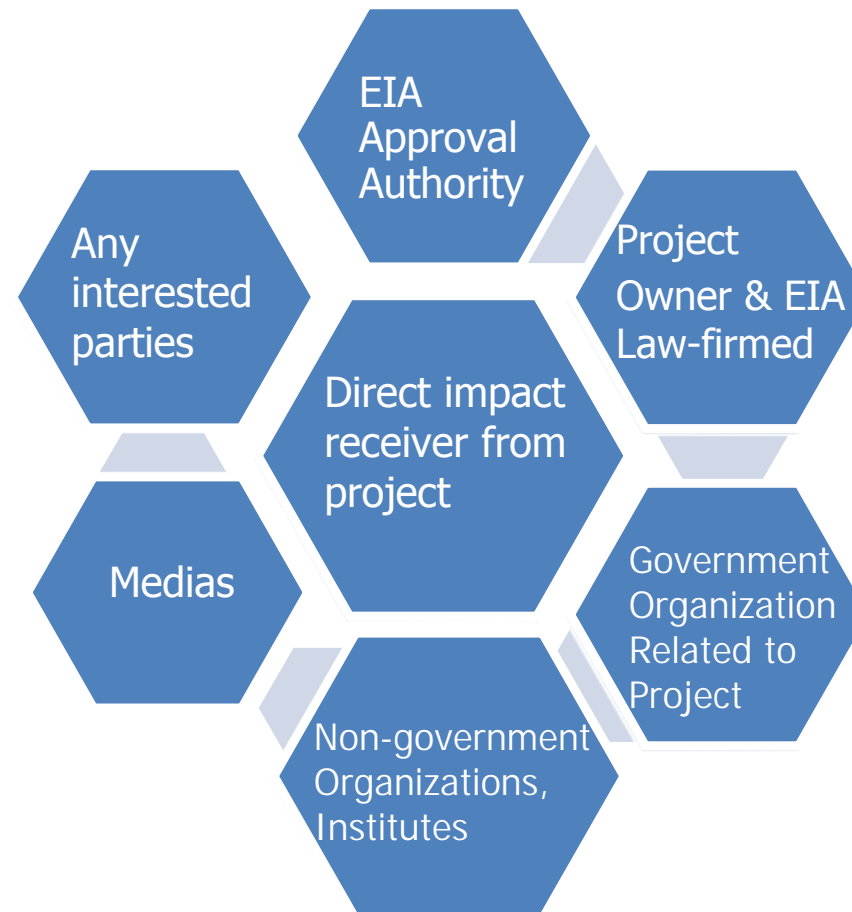 EIA
Approval
Authority
Project
Owner & EIA
Law-firmed
Any
interested
parties
Direct impact
receiver from
project
Government
Organization
Related to
Project
Medias
Non-government
Organizations,
Institutes